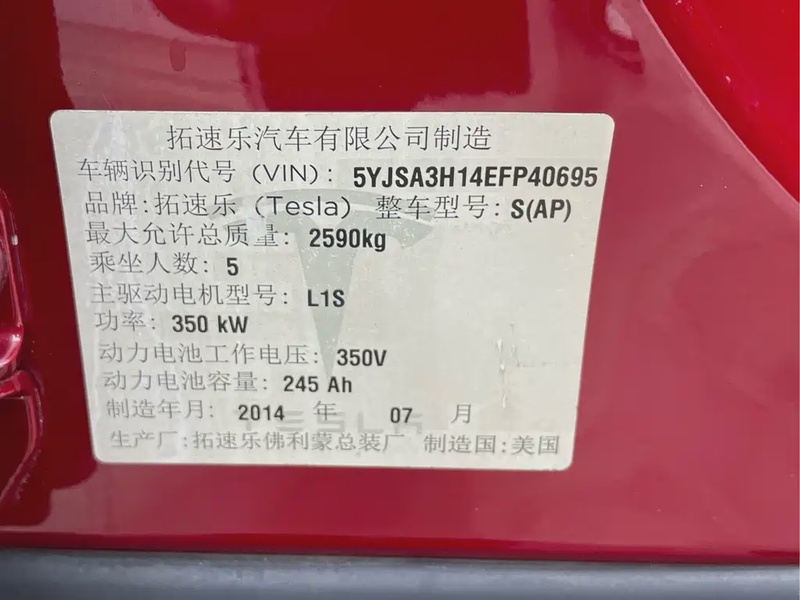 拓速乐汽车有限公司制造
车辆识别代号 (VIN): 5YJSA3H14EFP40695
品牌:拓速乐 (Tesla) 整车型号: S(AP)
最大允许总质量: 2590kg
乘坐人数: 5
主驱动电机型号: L1S
功率: 350 kW
动力电池工作电压: 350V
动力电池容量: 245 Ah
制造年月: 2014 年 07 月
TESLA
生产厂:拓速乐佛利蒙总装厂 制造国:美国